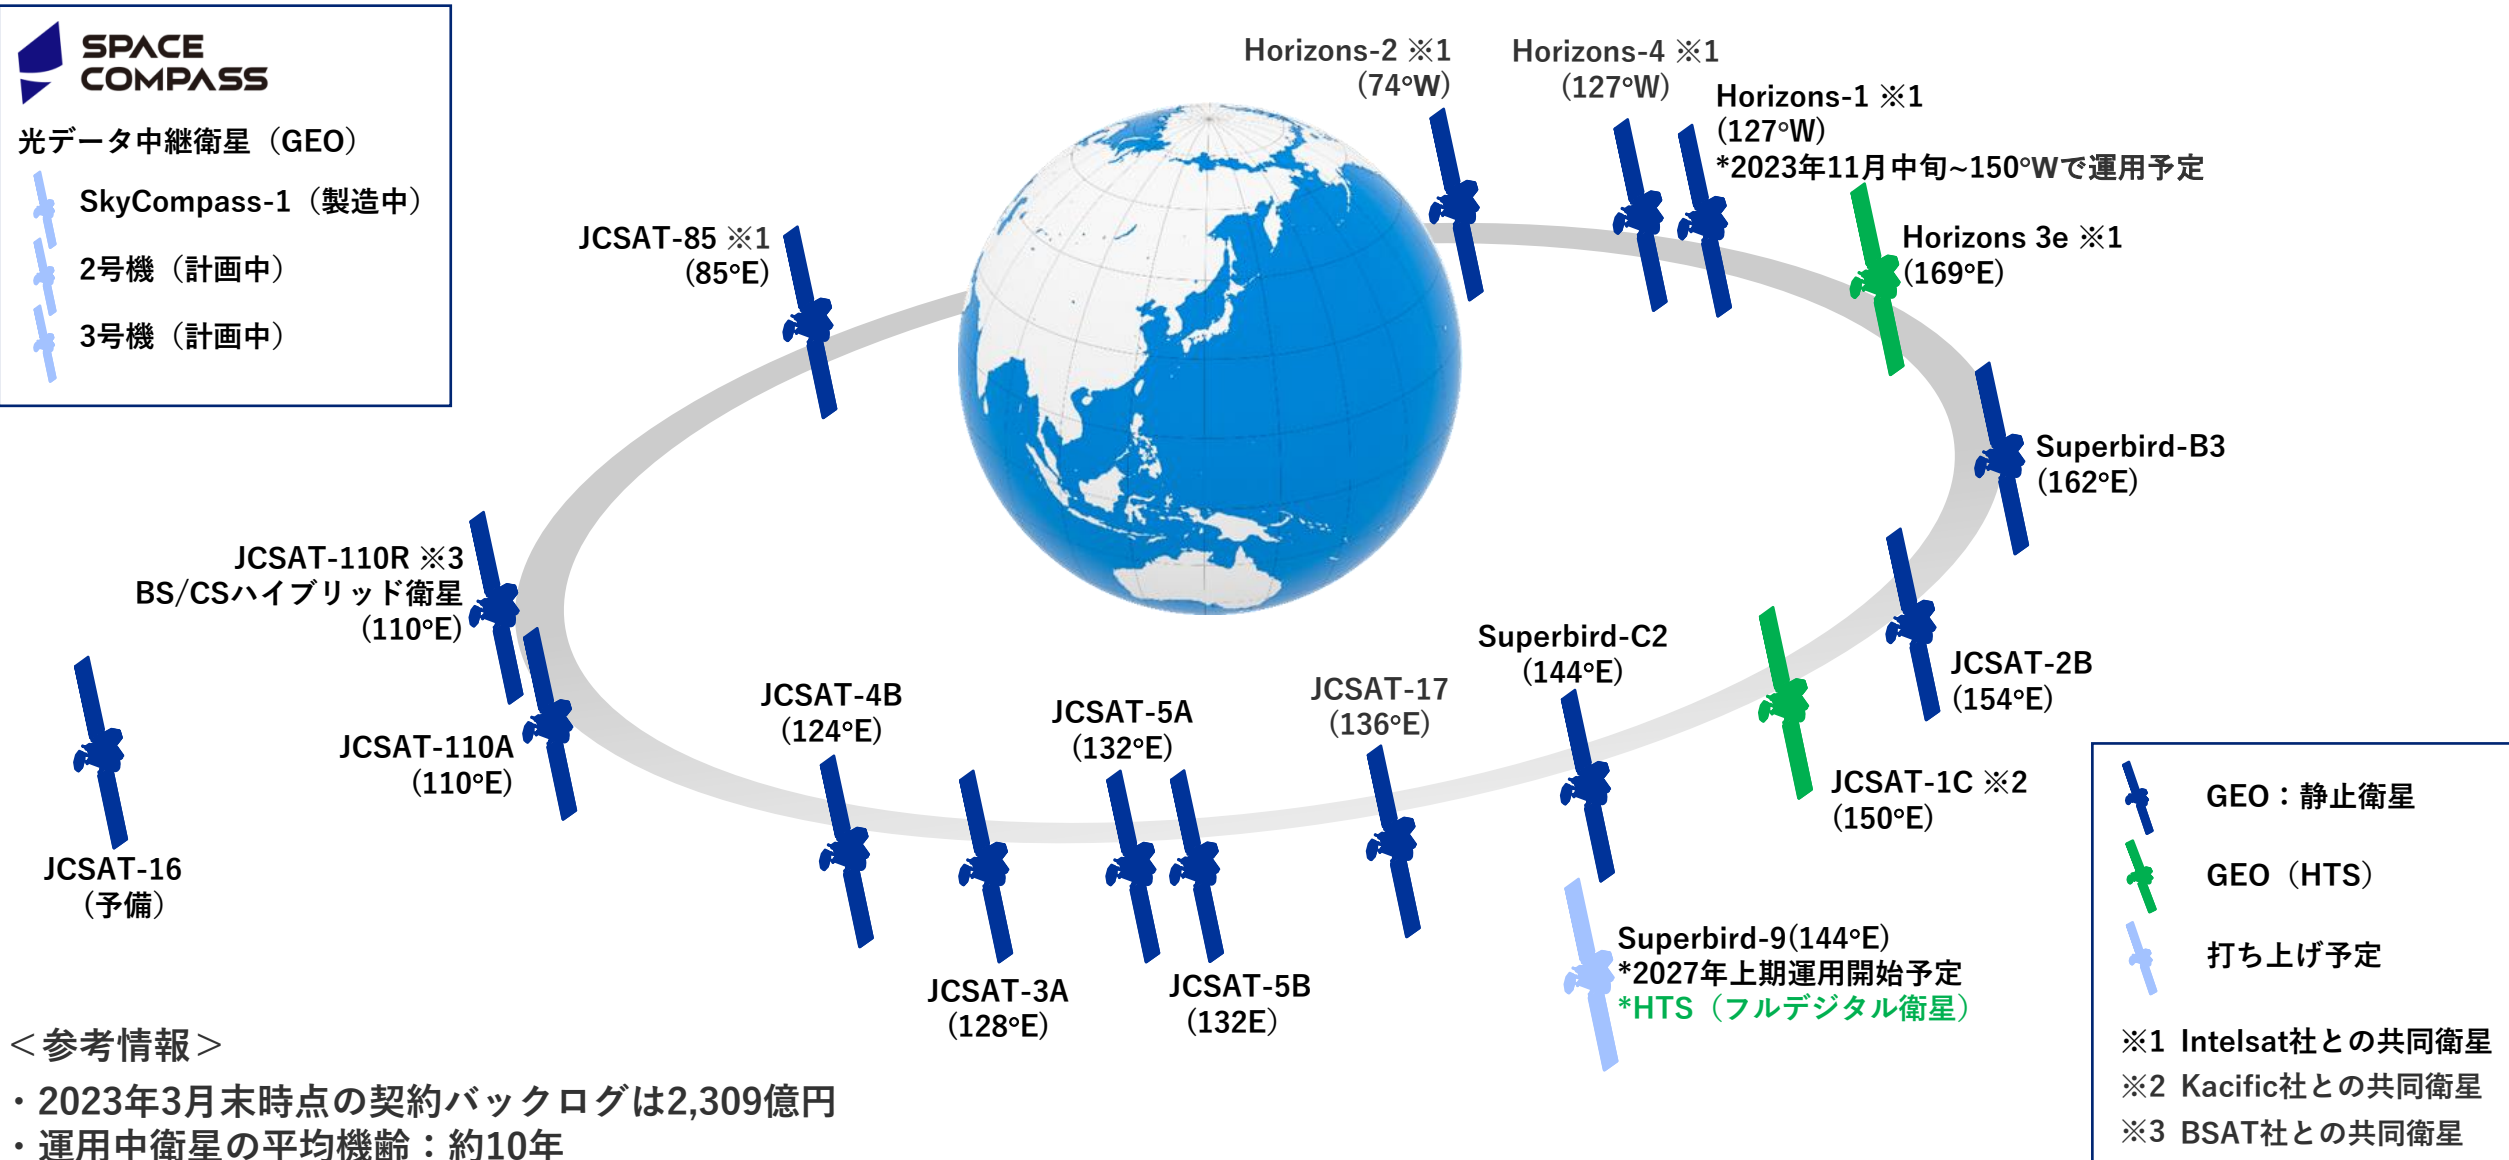 SPACE
COMPASS
光データ中継衛星（GEO）
SkyCompass-1（製造中）
2号機（計画中）
3号機（計画中）
Horizons-2 ※1
(74°W)
Horizons-4 ※1
(127°W)
Horizons-1 ※1
(127°W)
*2023年11月中旬~150°Wで運用予定
Horizons 3e ※1
(169°E)
JCSAT-85 ※1
(85°E)
Superbird-B3
(162°E)
JCSAT-110R ※3
BS/CSハイブリッド衛星
(110°E)
JCSAT-110A
(110°E)
JCSAT-16
（予備）
JCSAT-4B
(124°E)
JCSAT-3A
(128°E)
JCSAT-5A
(132°E)
JCSAT-5B
(132E)
JCSAT-17
(136°E)
Superbird-C2
(144°E)
JCSAT-2B
(154°E)
JCSAT-1C ※2
(150°E)
Superbird-9(144°E)
*2027年上期運用開始予定
*HTS（フルデジタル衛星）
GEO：静止衛星
GEO（HTS）
打ち上げ予定
※1 Intelsat社との共同衛星
※2 Kacific社との共同衛星
※3 BSAT社との共同衛星
＜参考情報＞
・2023年3月末時点の契約バックログは2,309億円
・運用中衛星の平均機齢：約10年